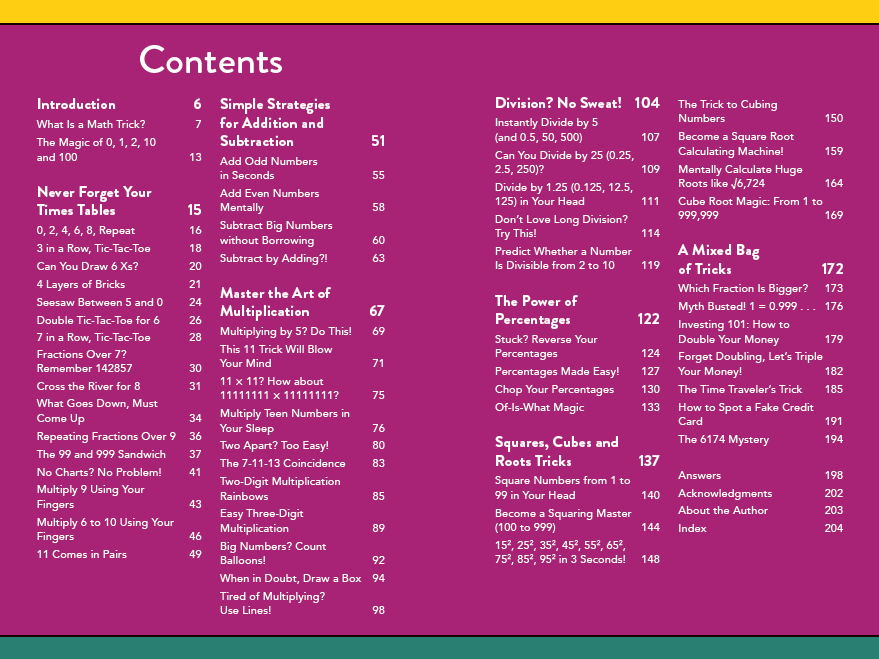 Contents
Introduction 6
What Is a Math Trick? 7
The Magic of 0, 1, 2, 10
and 100 13
Never Forget Your
Times Tables 15
0, 2, 4, 6, 8, Repeat 16
3 in a Row, Tic-Tac-Toe 18
Can You Draw 6 Xs? 20
4 Layers of Bricks 21
Seesaw Between 5 and 0 24
Double Tic-Tac-Toe for 6 26
7 in a Row, Tic-Tac-Toe 28
Fractions Over 7?
Remember 142857 30
Cross the River for 8 31
What Goes Down, Must
Come Up 34
Repeating Fractions Over 9 36
The 99 and 999 Sandwich 37
No Charts? No Problem! 41
Multiply 9 Using Your
Fingers 43
Multiply 6 to 10 Using Your
Fingers 46
11 Comes in Pairs 49
Simple Strategies
for Addition and
Subtraction 51
Add Odd Numbers
in Seconds 55
Add Even Numbers
Mentally 58
Subtract Big Numbers
without Borrowing 60
Subtract by Adding?! 63
Master the Art of
Multiplication 67
Multiplying by 5? Do This! 69
This 11 Trick Will Blow
Your Mind 71
11 × 11? How about
11111111 × 11111111? 75
Multiply Teen Numbers in
Your Sleep 76
Two Apart? Too Easy! 80
The 7-11-13 Coincidence 83
Two-Digit Multiplication
Rainbows 85
Easy Three-Digit
Multiplication 89
Big Numbers? Count
Balloons! 92
When in Doubt, Draw a Box 94
Tired of Multiplying?
Use Lines! 98
Division? No Sweat! 104
Instantly Divide by 5
(and 0.5, 50, 500) 107
Can You Divide by 25 (0.25,
2.5, 250)? 109
Divide by 1.25 (0.125, 12.5,
125) in Your Head 111
Don't Love Long Division?
Try This! 114
Predict Whether a Number
Is Divisible from 2 to 10 119
The Power of
Percentages 122
Stuck? Reverse Your
Percentages 124
Percentages Made Easy! 127
Chop Your Percentages 130
Of-Is-What Magic 133
Squares, Cubes and
Roots Tricks 137
Square Numbers from 1 to
99 in Your Head 140
Become a Squaring Master
(100 to 999) 144
15², 25², 35², 45², 55², 65²,
75², 85², 95² in 3 Seconds! 148
The Trick to Cubing
Numbers 150
Become a Square Root
Calculating Machine! 159
Mentally Calculate Huge
Roots like √6,724 164
Cube Root Magic: From 1 to
999,999 169
A Mixed Bag
of Tricks 172
Which Fraction Is Bigger? 173
Myth Busted! 1 = 0.999 . . . 176
Investing 101: How to
Double Your Money 179
Forget Doubling, Let's Triple
Your Money! 182
The Time Traveler's Trick 185
How to Spot a Fake Credit
Card 191
The 6174 Mystery 194
Answers 198
Acknowledgments 202
About the Author 203
Index 204